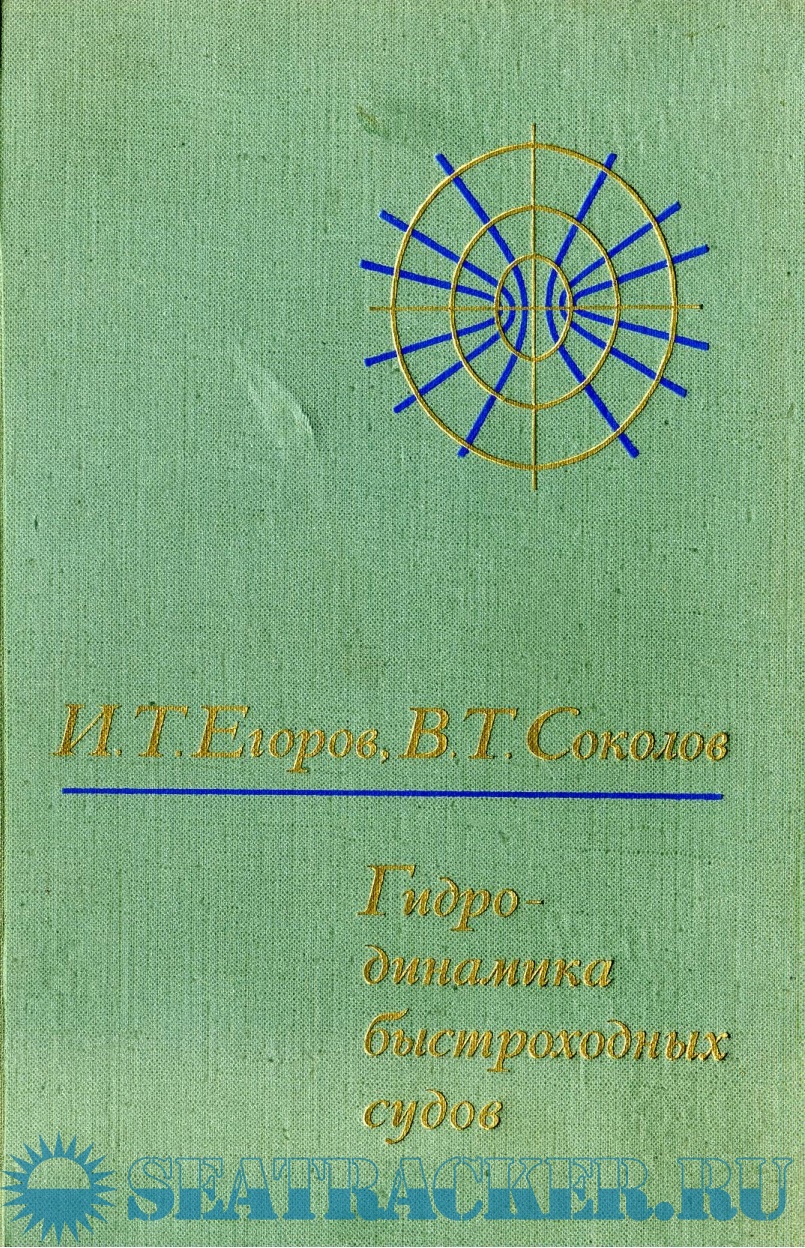 И. Т. Егоров, В. Т. Соколов
Гидро-
динамика
быстроходных
судов
SEATRACKER.RU